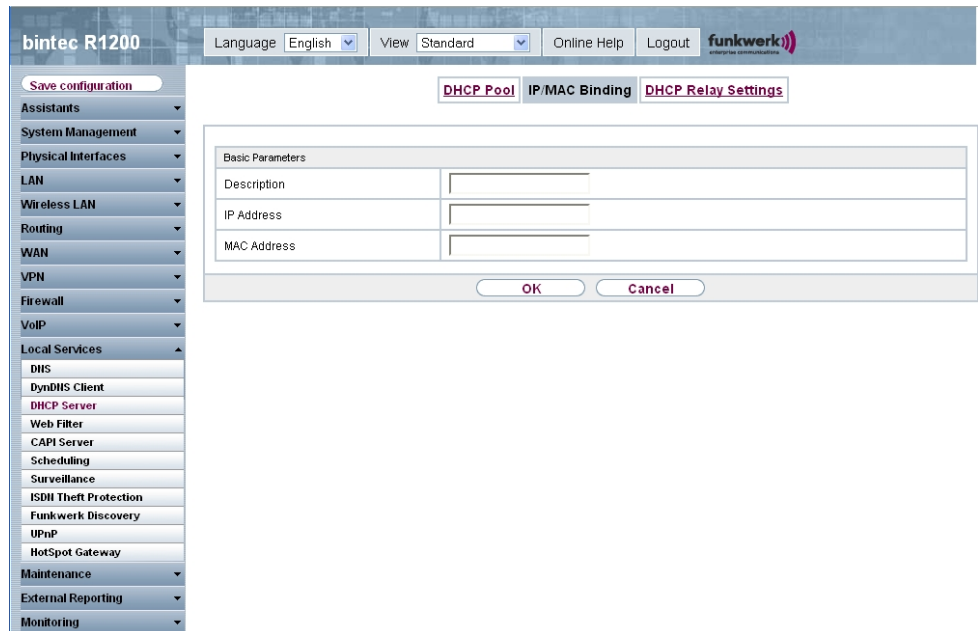 bintec R1200
Language English View Standard Online Help Logout funkwerk
enterprise communications
Save configuration
Assistants
System Management
Physical Interfaces
LAN
Wireless LAN
Routing
WAN
VPN
Firewall
VoIP
Local Services
DNS
DynDNS Client
DHCP Server
Web Filter
CAPI Server
Scheduling
Surveillance
ISDN Theft Protection
Funkwerk Discovery
UPnP
HotSpot Gateway
Maintenance
External Reporting
Monitoring
DHCP Pool IP/MAC Binding DHCP Relay Settings
Basic Parameters
Description
IP Address
MAC Address
OK Cancel